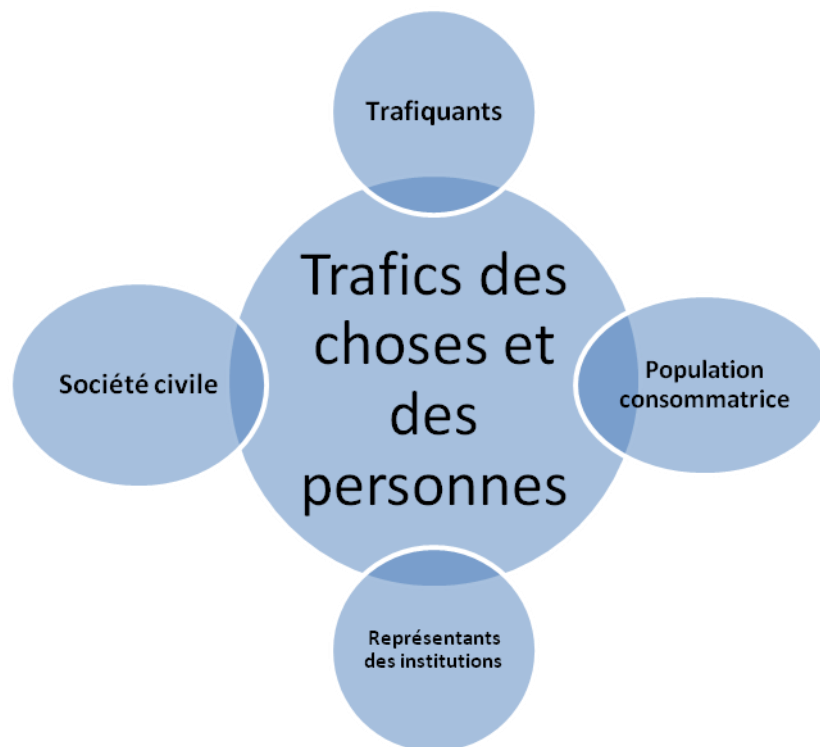 Trafiquants
Trafics des
choses et
des
personnes
Société civile
Population
consommatrice
Représentants
des institutions